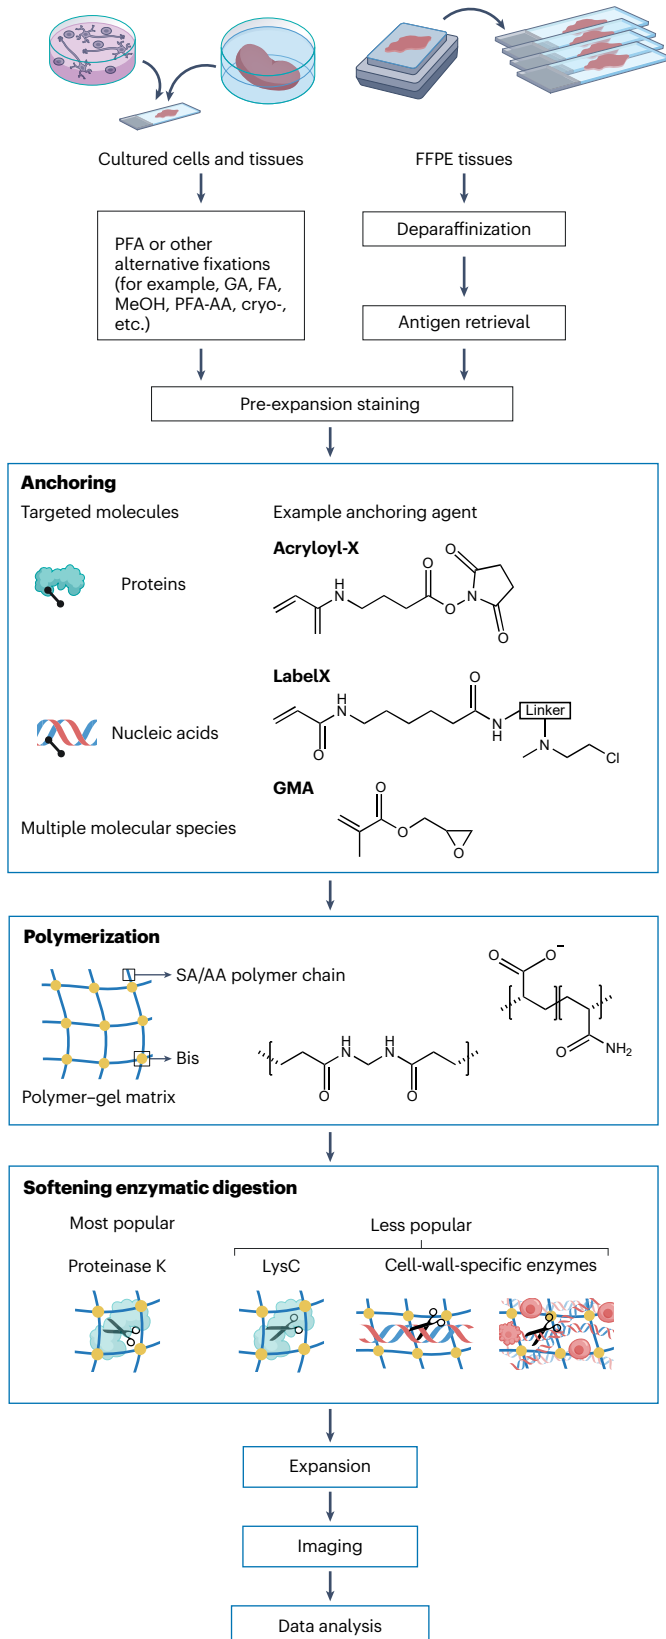 Cultured cells and tissues
FFPE tissues
PFA or other
alternative fixations
(for example, GA, FA,
MeOH, PFA-AA, cryo-,
etc.)
Deparaffinization
Antigen retrieval
Pre-expansion staining
Anchoring
Targeted molecules
Example anchoring agent
Acryloyl-X
Proteins
H
N
O
O
N
O
O
LabelX
Nucleic acids
H
N
O
O
N
H
Linker
N
Cl
GMA
Multiple molecular species
O
O
O
Polymerization
SA/AA polymer chain
Bis
Polymer–gel matrix
H
N
H
N
O
O
O
O−
O
NH2
Softening enzymatic digestion
Most popular
Less popular
Proteinase K
LysC
Cell-wall-specific enzymes
Expansion
Imaging
Data analysis